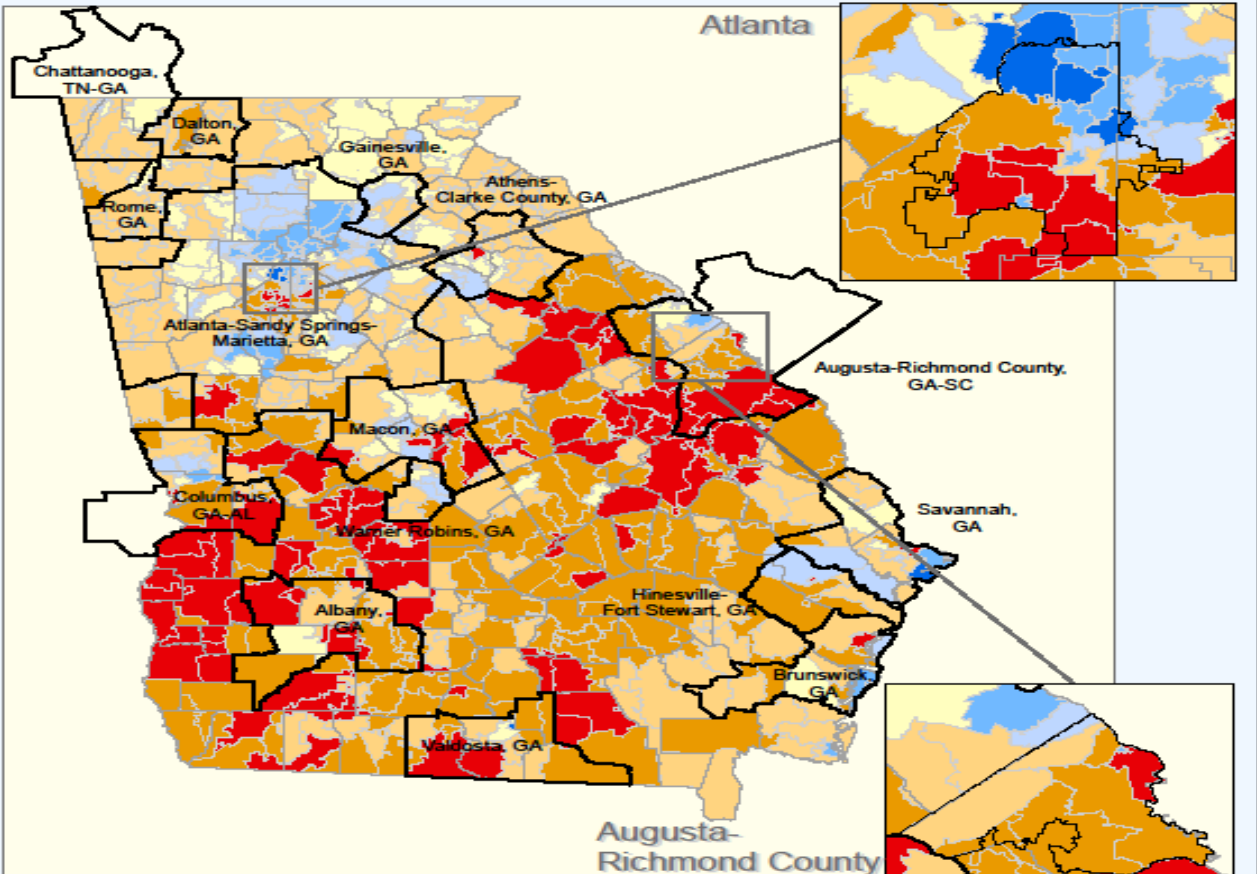 Atlanta
Chattanooga,
TN-GA
Dalton,
GA
Gainesville,
GA
Athens-
Clarke County, GA
Rome,
GA
Atlanta-Sandy Springs-
Marietta, GA
Augusta-Richmond County,
GA-SC
Macon, GA
Columbus,
GA-AL
Savannah,
GA
Warner Robins, GA
Hinesville-
Fort Stewart, GA
Albany,
GA
Brunswick,
GA
Valdosta, GA
Augusta-
Richmond County